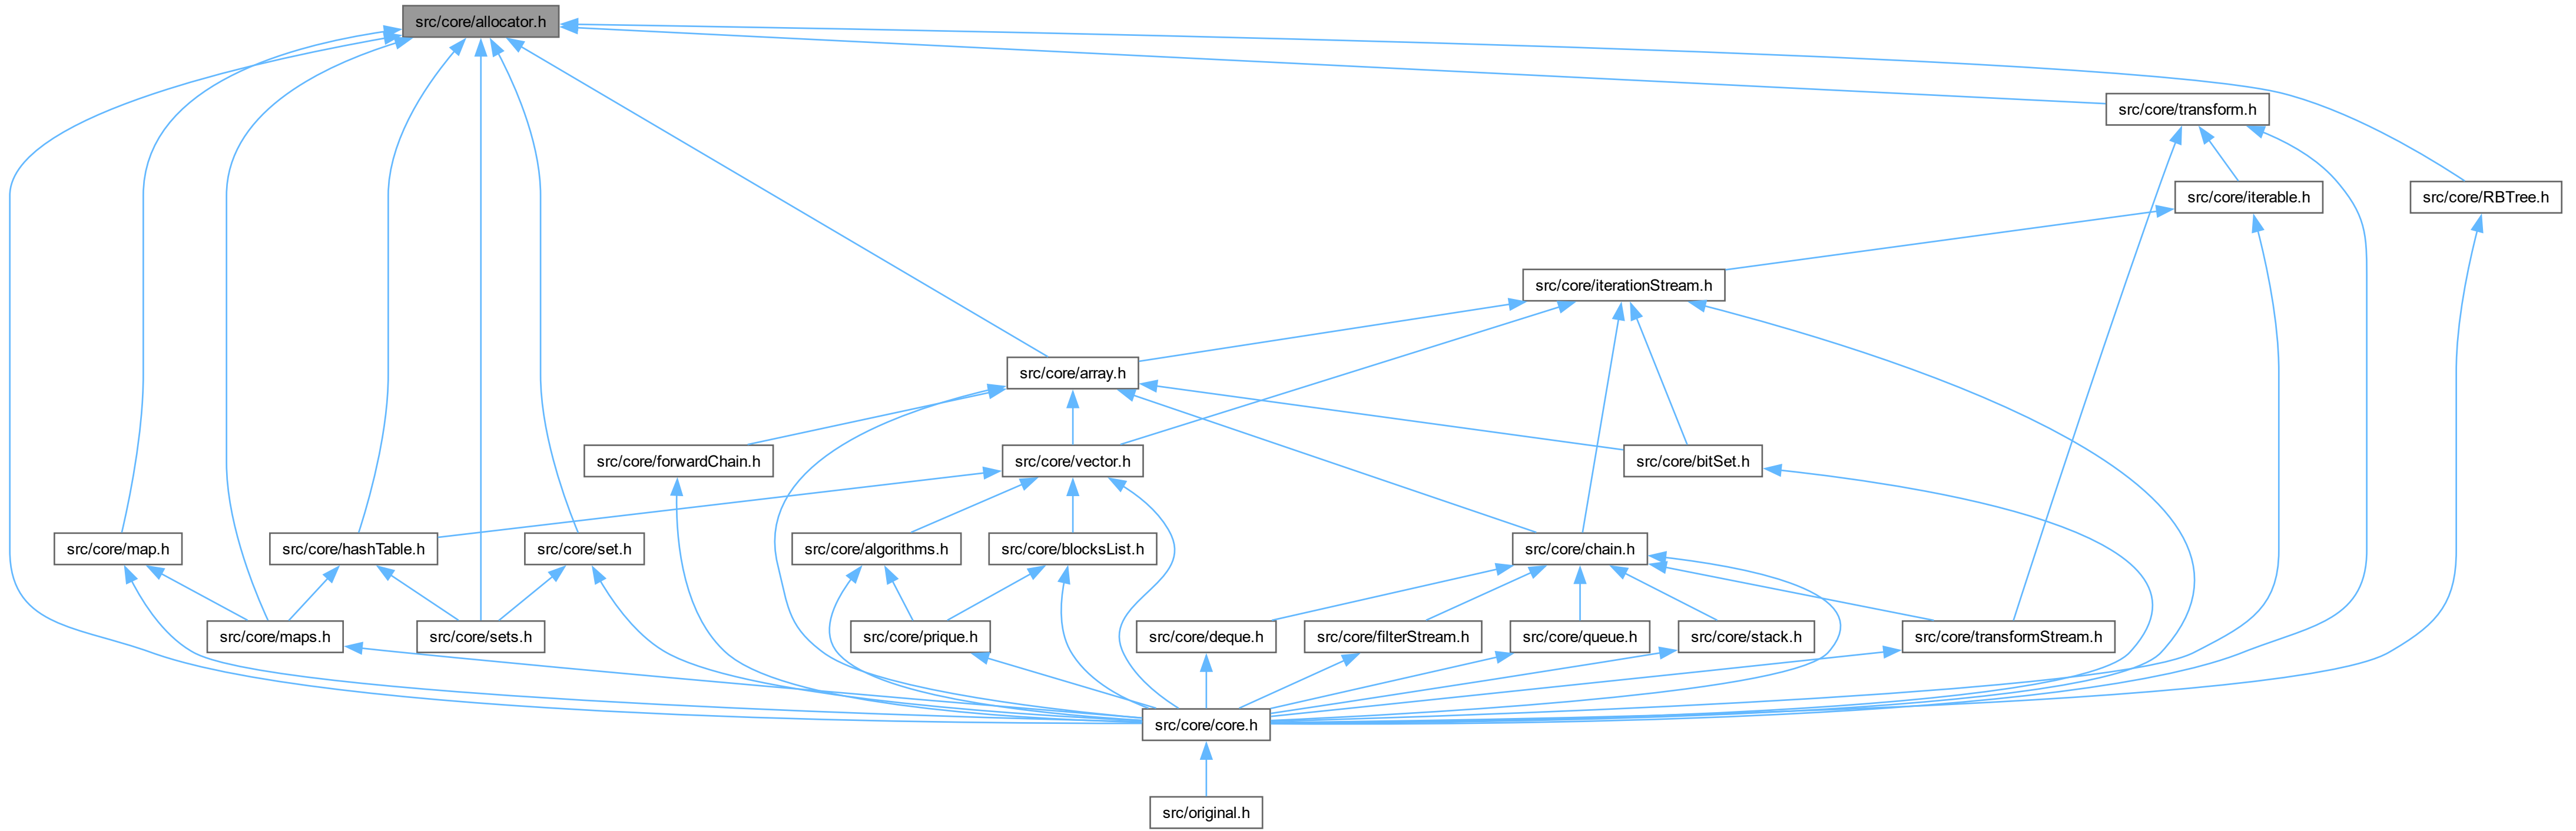 src/core/allocator.h
src/core/transform.h
src/core/iterable.h
src/core/RBTree.h
src/core/iterationStream.h
src/core/array.h
src/core/forwardChain.h
src/core/vector.h
src/core/bitSet.h
src/core/map.h
src/core/hashTable.h
src/core/set.h
src/core/algorithms.h
src/core/blocksList.h
src/core/chain.h
src/core/maps.h
src/core/sets.h
src/core/prique.h
src/core/deque.h
src/core/filterStream.h
src/core/queue.h
src/core/stack.h
src/core/transformStream.h
src/core/core.h
src/original.h